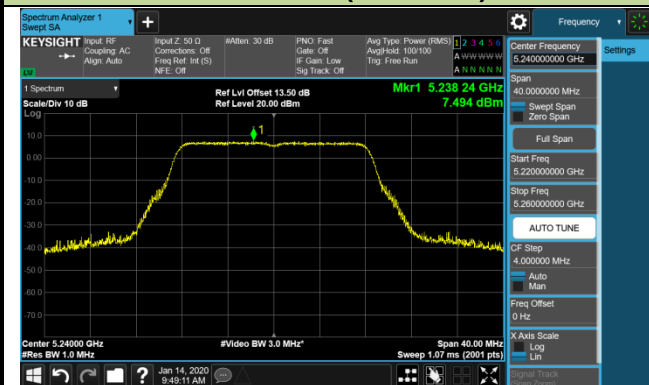 Spectrum Analyzer 1
Swept SA
Frequency
KEYSIGHT
Input: RF
Coupling: AC
Align: Auto
Input Z: 50 Ω
Corrections: Off
Freq Ref: Int (S)
NFE: Off
#Atten: 30 dB
PNO: Fast
Gate: Off
IF Gain: Low
Sig Track: Off
Avg Type: Power (RMS)
Avg|Hold: 100/100
Trig: Free Run
1 2 3 4 5 6
A W W W W W
A N N N N N
LU
1 Spectrum
Scale/Div 10 dB
Log
Ref Lvl Offset 13.50 dB
Ref Level 20.00 dBm
Mkr1 5.238 24 GHz
7.494 dBm
1
10.0
0.00
-10.0
-20.0
-30.0
-40.0
-50.0
-60.0
-70.0
Center 5.24000 GHz
#Res BW 1.0 MHz
#Video BW 3.0 MHz*
Span 40.00 MHz
Sweep 1.07 ms (2001 pts)
Center Frequency
5.240000000 GHz
Settings
Span
40.0000000 MHz
Swept Span
Zero Span
Full Span
Start Freq
5.220000000 GHz
Stop Freq
5.260000000 GHz
AUTO TUNE
CF Step
4.000000 MHz
Auto
Man
Freq Offset
0 Hz
X Axis Scale
Log
Lin
Signal Track
(Span Zoom)
?
Jan 14, 2020
9:49:11 AM